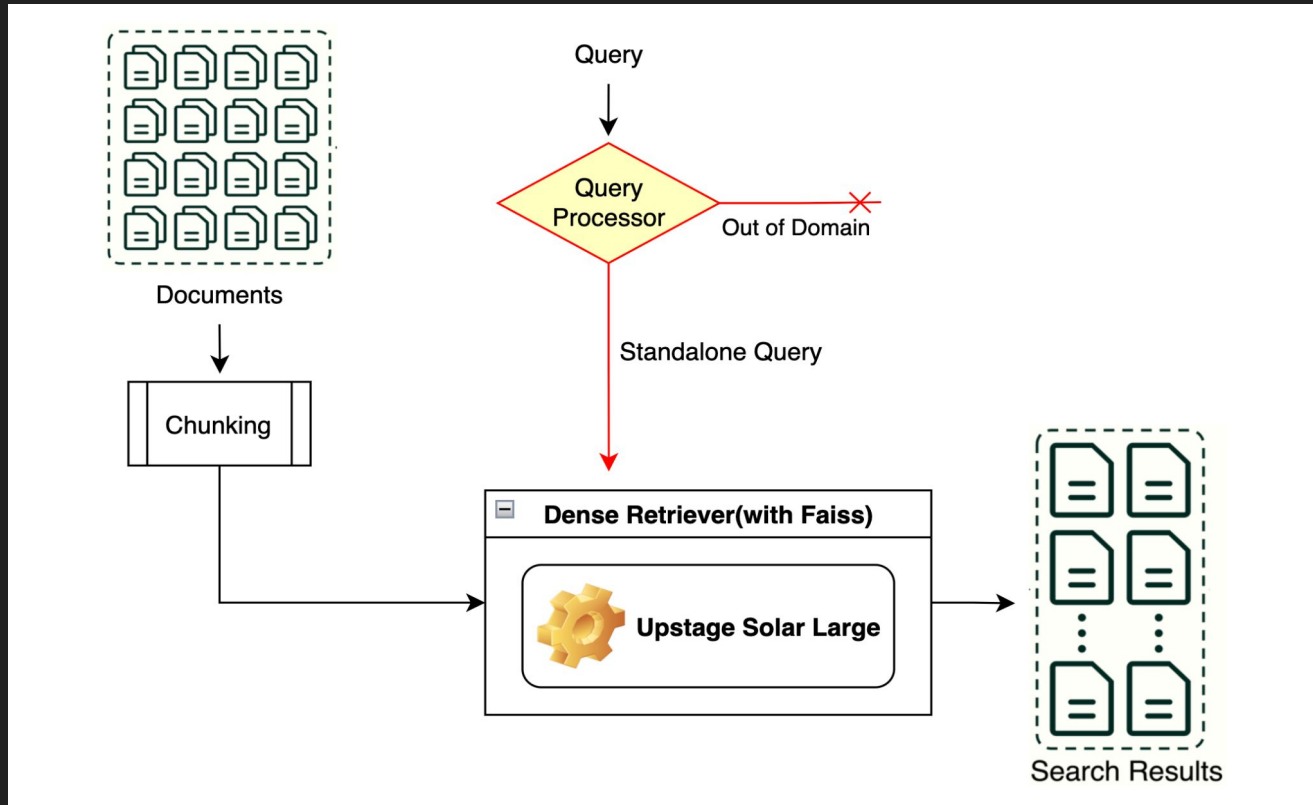 Query
Query
Processor
Out of Domain
Documents
Standalone Query
Chunking
Dense Retriever(with Faiss)
Upstage Solar Large
Search Results